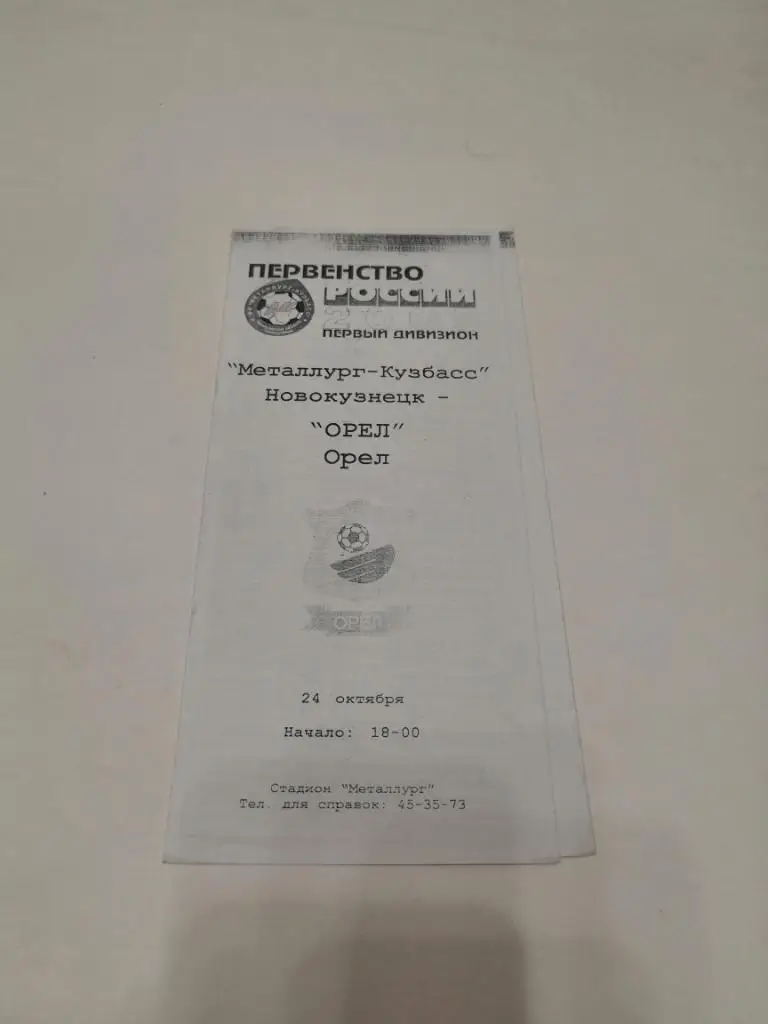 ПЕРВЕНСТВО
РОССИИ
ПЕРВЫЙ ДИВИЗИОН
"Металлург-Кузбасс"
Новокузнецк -
"ОРЕЛ"
Орел
ОРЕЛ
24 октября
Начало: 18-00
Стадион "Металлург"
Тел. для справок: 45-35-73